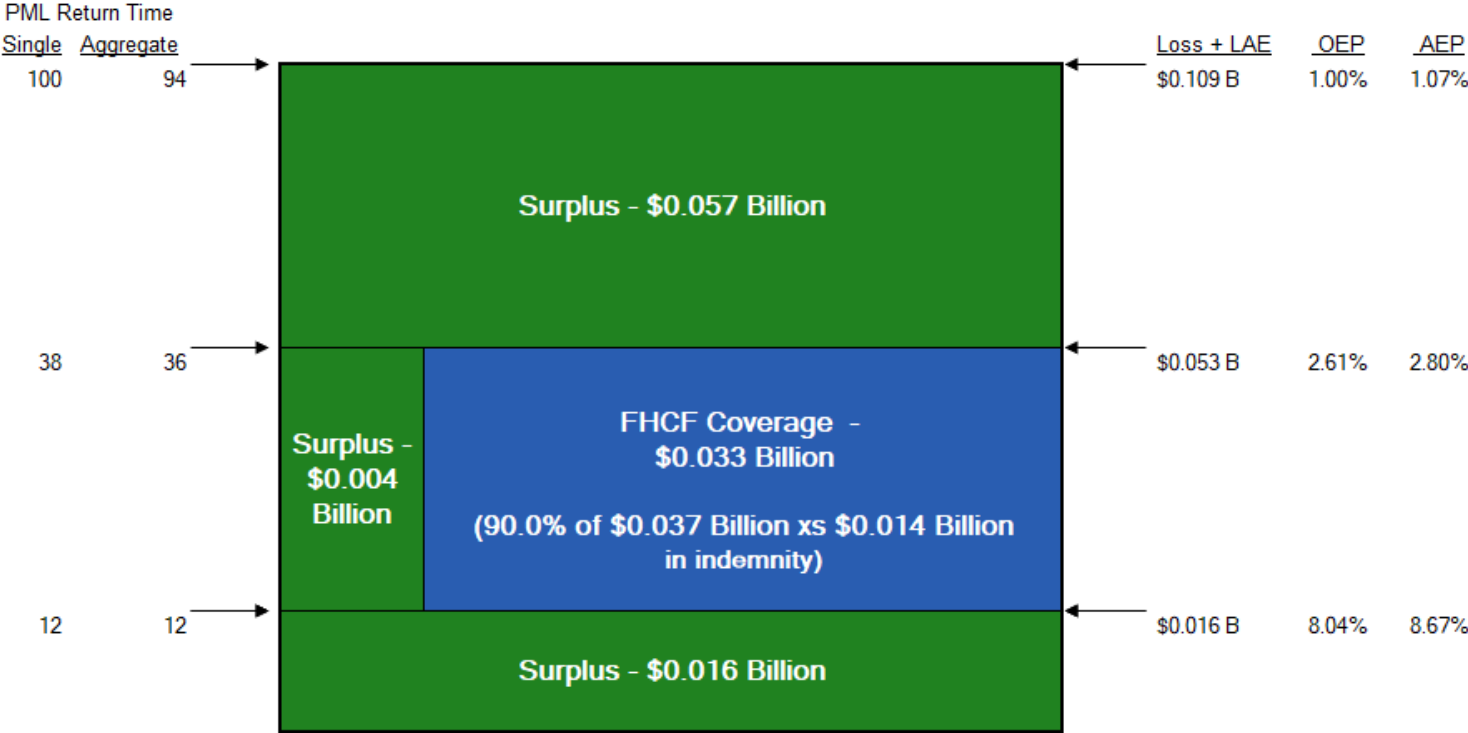 PML Return Time
Single Aggregate Loss + LAE OEP AEP
100 94 $0.109 B 1.00% 1.07%
Surplus - $0.057 Billion
38 36 $0.053 B 2.61% 2.80%
FHCF Coverage -
$0.033 Billion
Surplus -
$0.004
Billion
(90.0% of $0.037 Billion xs $0.014 Billion
in indemnity)
12 12 $0.016 B 8.04% 8.67%
Surplus - $0.016 Billion